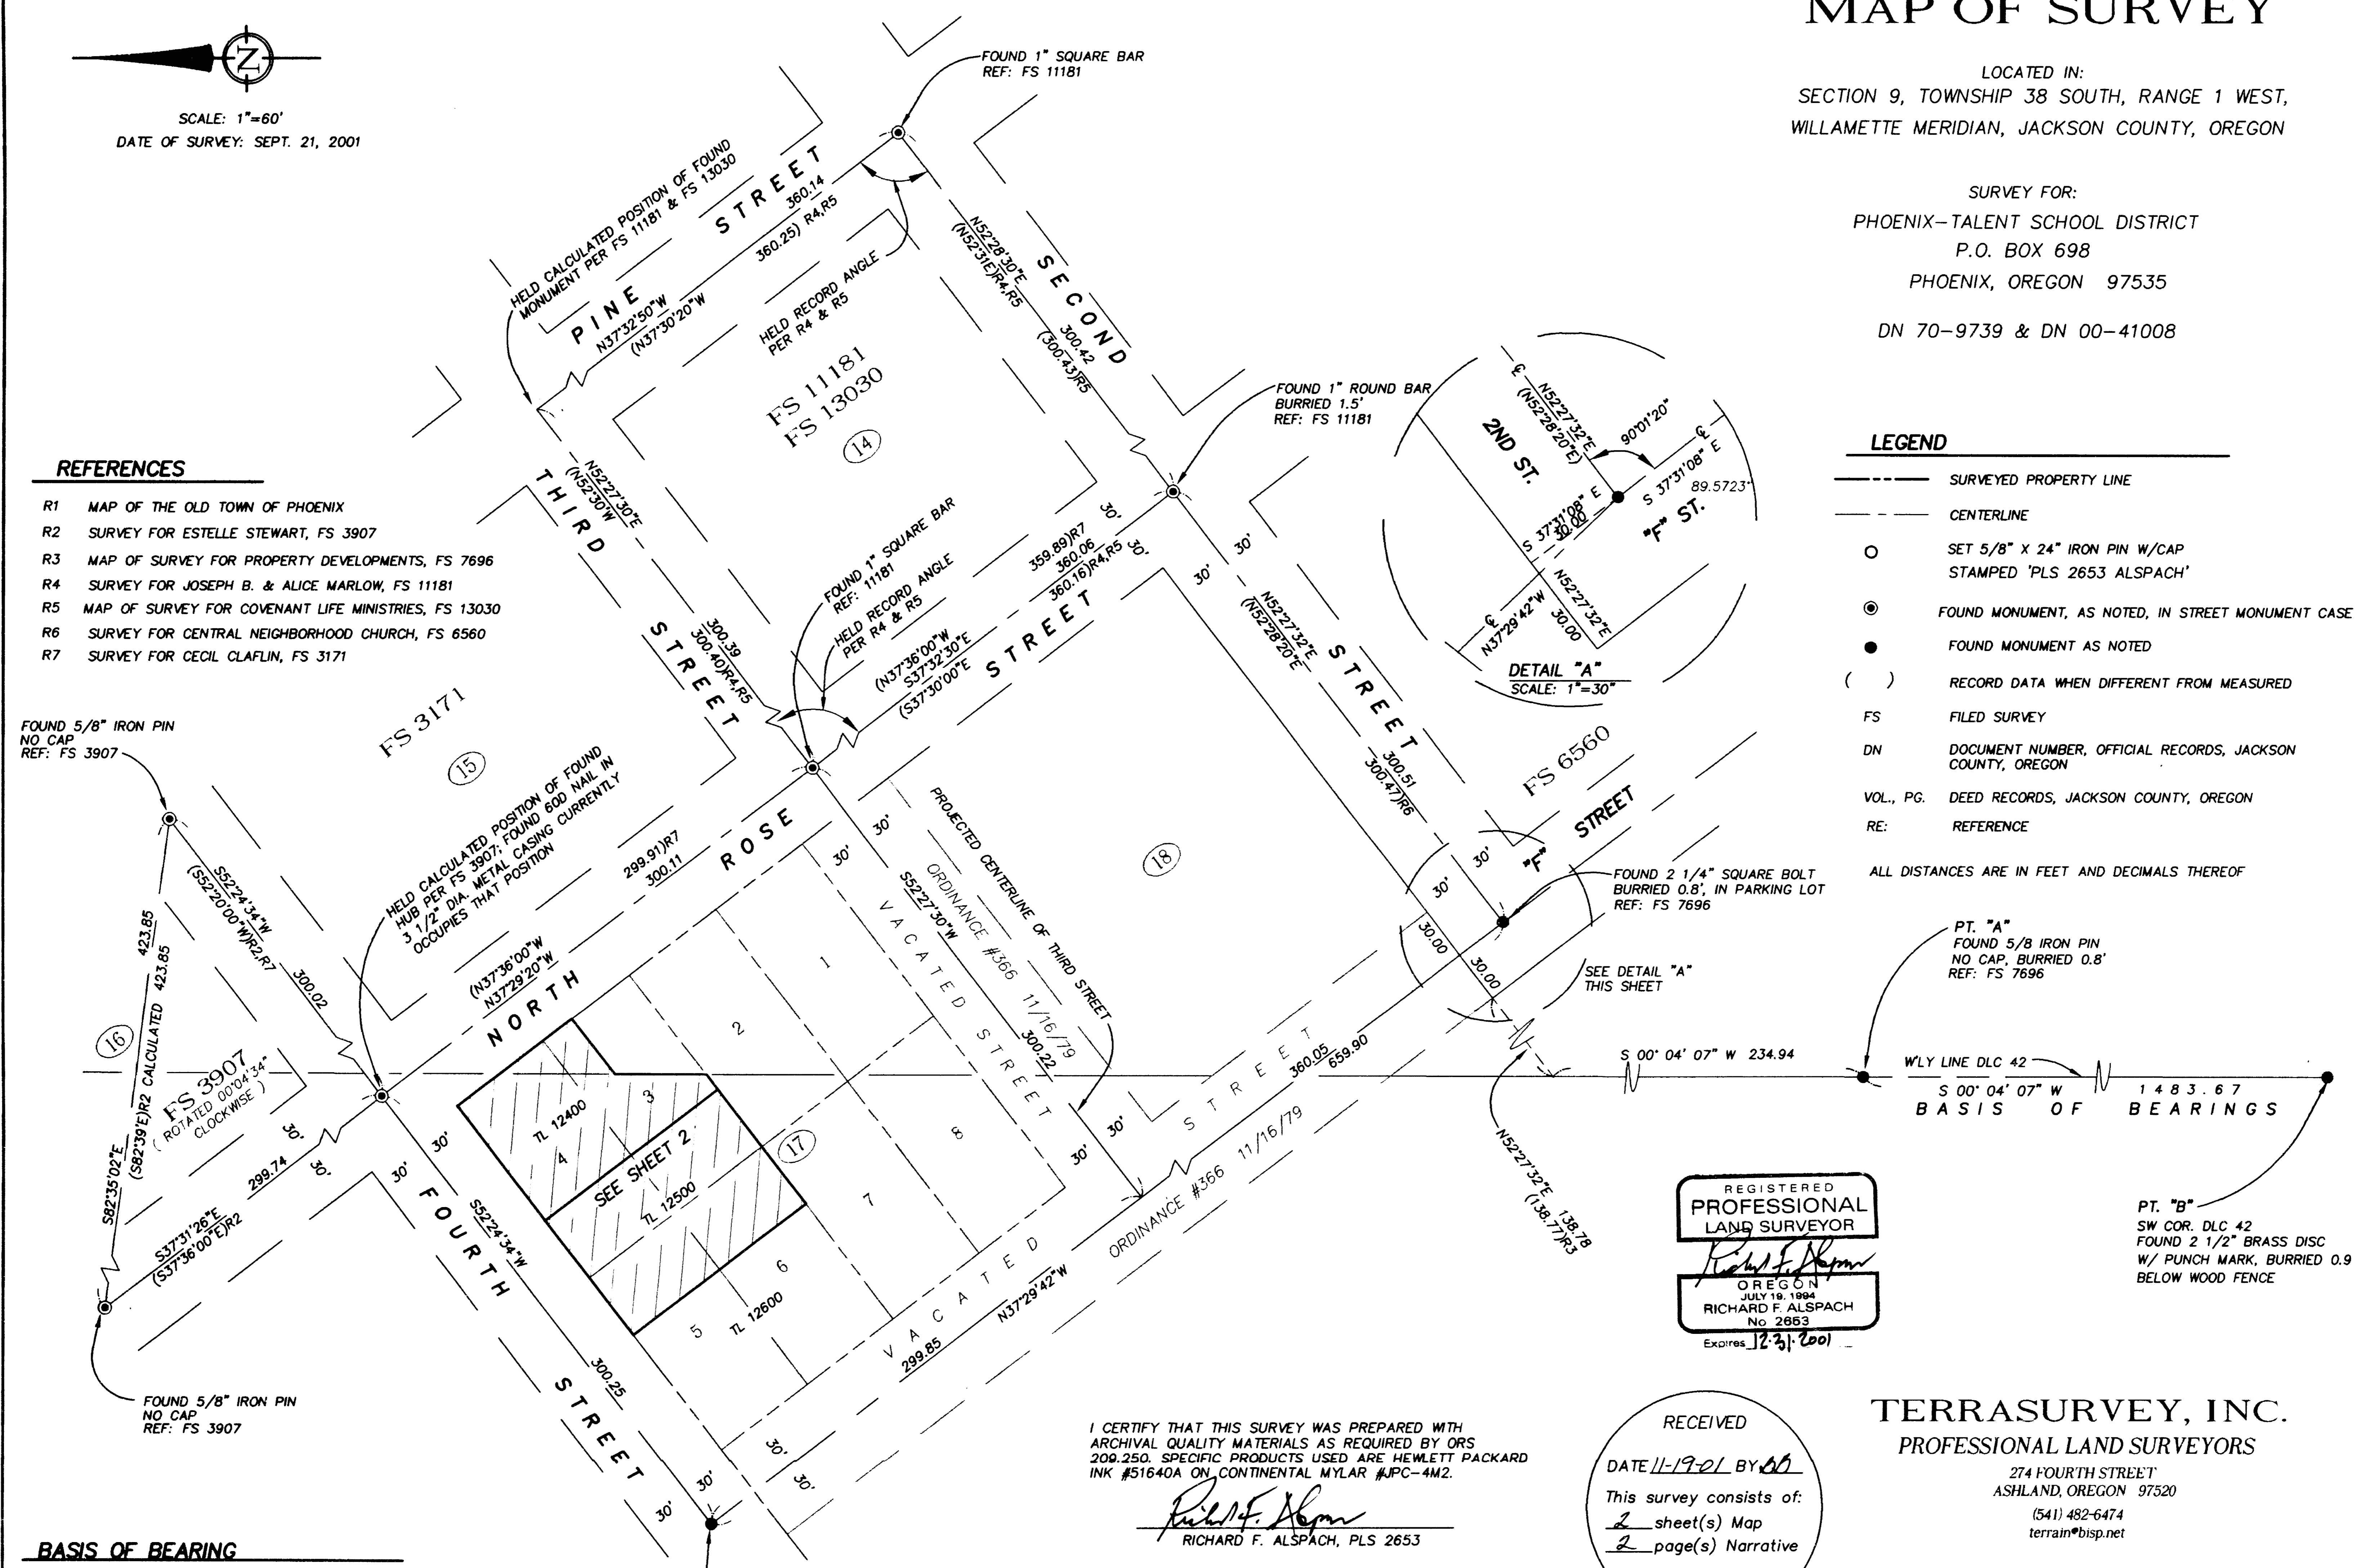 MAP OF SURVEY
LOCATED IN:
SECTION 9, TOWNSHIP 38 SOUTH, RANGE 1 WEST,
WILLAMETTE MERIDIAN, JACKSON COUNTY, OREGON
SURVEY FOR:
PHOENIX-TALENT SCHOOL DISTRICT
P.O. BOX 698
PHOENIX, OREGON 97535
DN 70-9739 & DN 00-41008
N
SCALE: 1"=60'
DATE OF SURVEY: SEPT. 21, 2001
FOUND 1" SQUARE BAR
REF: FS 11181
HELD CALCULATED POSITION OF FOUND
MONUMENT PER FS 11181 & FS 13030
PINE STREET
360.14
360.25) R4,R5
N37°32'50"W
(N37°30'20"W
HELD RECORD ANGLE
PER R4 & R5
N52°28'30"E
(N52°31E)R4,R5
SECOND
300.42
(300.43)R5
FS 11181
FS 13030
14
FOUND 1" ROUND BAR
BURRIED 1.5'
REF: FS 11181
REFERENCES
R1 MAP OF THE OLD TOWN OF PHOENIX
R2 SURVEY FOR ESTELLE STEWART, FS 3907
R3 MAP OF SURVEY FOR PROPERTY DEVELOPMENTS, FS 7696
R4 SURVEY FOR JOSEPH B. & ALICE MARLOW, FS 11181
R5 MAP OF SURVEY FOR COVENANT LIFE MINISTRIES, FS 13030
R6 SURVEY FOR CENTRAL NEIGHBORHOOD CHURCH, FS 6560
R7 SURVEY FOR CECIL CLAFLIN, FS 3171
N52°27'30"E
(N52°30'W
THIRD STREET
300.39
300.40)R4,R5
FOUND 1" SQUARE BAR
REF: 11181
HELD RECORD ANGLE
PER R4 & R5
359.89)R7
360.06
360.16)R4,R5
30'
30'
(N37°36'00"W
S37°32'30"E
(S37°30'00"E
STREET
30'
30'
N52°27'32"E
(N52°28'20"E
STREET
300.51
300.47)R6
℄
N52°27'32"E
(N52°28'20"E)
90°01'20"
℄
2ND ST.
S 37°31'08" E
89.5723°
S 37°31'08" E
30.00
"F" ST.
℄
N37°29'42"W
N52°27'32"E
30.00
DETAIL "A"
SCALE: 1"=30"
LEGEND
SURVEYED PROPERTY LINE
CENTERLINE
SET 5/8" X 24" IRON PIN W/CAP
STAMPED 'PLS 2653 ALSPACH'
FOUND MONUMENT, AS NOTED, IN STREET MONUMENT CASE
FOUND MONUMENT AS NOTED
( ) RECORD DATA WHEN DIFFERENT FROM MEASURED
FS FILED SURVEY
DN DOCUMENT NUMBER, OFFICIAL RECORDS, JACKSON
COUNTY, OREGON
VOL., PG. DEED RECORDS, JACKSON COUNTY, OREGON
RE: REFERENCE
ALL DISTANCES ARE IN FEET AND DECIMALS THEREOF
FS 3171
15
FOUND 5/8" IRON PIN
NO CAP
REF: FS 3907
S52°24'34"W
(S52°20'00"W)R2,R7
300.02
HELD CALCULATED POSITION OF FOUND
HUB PER FS 3907; FOUND 60D NAIL IN
3 1/2" DIA. METAL CASING CURRENTLY
OCCUPIES THAT POSITION
299.91)R7
300.11
(N37°36'00"W
N37°29'20"W
NORTH ROSE
PROJECTED CENTERLINE OF THIRD STREET
30'
30'
ORDINANCE #366 11/16/79
S52°27'30"W
VACATED STREET
300.22
18
FS 6560
"F" STREET
30'
30'
FOUND 2 1/4" SQUARE BOLT
BURRIED 0.8', IN PARKING LOT
REF: FS 7696
30.00
30.00
SEE DETAIL "A"
THIS SHEET
PT. "A"
FOUND 5/8 IRON PIN
NO CAP, BURRIED 0.8'
REF: FS 7696
S 00° 04' 07" W 234.94
W'LY LINE DLC 42
S 00° 04' 07" W 1483.67
BASIS OF BEARINGS
N52°27'32"E 138.78
(138.77)R3
PT. "B"
SW COR. DLC 42
FOUND 2 1/2" BRASS DISC
W/ PUNCH MARK, BURRIED 0.9
BELOW WOOD FENCE
16
423.85
S82°35'02"E
(S82°39'E)R2 CALCULATED 423.85
FS 3907
( ROTATED 00°04'34"
CLOCKWISE )
30'
30'
299.74
S37°31'26"E
(S37°36'00"E)R2
FOUND 5/8" IRON PIN
NO CAP
REF: FS 3907
30'
30'
FOURTH STREET
S52°24'34"W
300.25
1
2
3
4
5
6
7
8
17
TL 12400
SEE SHEET 2
TL 12500
TL 12600
30'
30'
VACATED STREET
360.05
659.90
ORDINANCE #366 11/16/79
N37°29'42"W
299.85
30'
30'
30'
30'
REGISTERED
PROFESSIONAL
LAND SURVEYOR
OREGON
JULY 19, 1994
RICHARD F. ALSPACH
No 2653
Expires 12-31-2001
I CERTIFY THAT THIS SURVEY WAS PREPARED WITH
ARCHIVAL QUALITY MATERIALS AS REQUIRED BY ORS
209.250. SPECIFIC PRODUCTS USED ARE HEWLETT PACKARD
INK #51640A ON CONTINENTAL MYLAR #JPC-4M2.
RICHARD F. ALSPACH, PLS 2653
RECEIVED
DATE 11-19-01 BY
This survey consists of:
2 sheet(s) Map
2 page(s) Narrative
TERRASURVEY, INC.
PROFESSIONAL LAND SURVEYORS
274 FOURTH STREET
ASHLAND, OREGON 97520
(541) 482-6474
terrain@bisp.net
BASIS OF BEARING